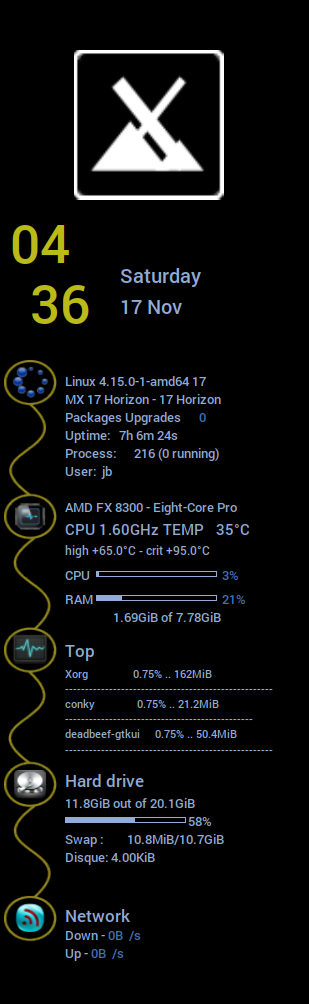 04
36
Saturday
17 Nov
Linux 4.15.0-1-amd64 17
MX 17 Horizon - 17 Horizon
Packages Upgrades 0
Uptime: 7h 6m 24s
Process: 216 (0 running)
User: jb
AMD FX 8300 - Eight-Core Pro
CPU 1.60GHz TEMP 35°C
high +65.0°C - crit +95.0°C
CPU 3%
RAM 21%
1.69GiB of 7.78GiB
Top
Xorg 0.75% .. 162MiB
----------------------------------------------------
conky 0.75% .. 21.2MiB
-----------------------------------------------
deadbeef-gtkui 0.75% .. 50.4MiB
----------------------------------------------------
Hard drive
11.8GiB out of 20.1GiB
58%
Swap : 10.8MiB/10.7GiB
Disque: 4.00KiB
Network
Down - 0B /s
Up - 0B /s